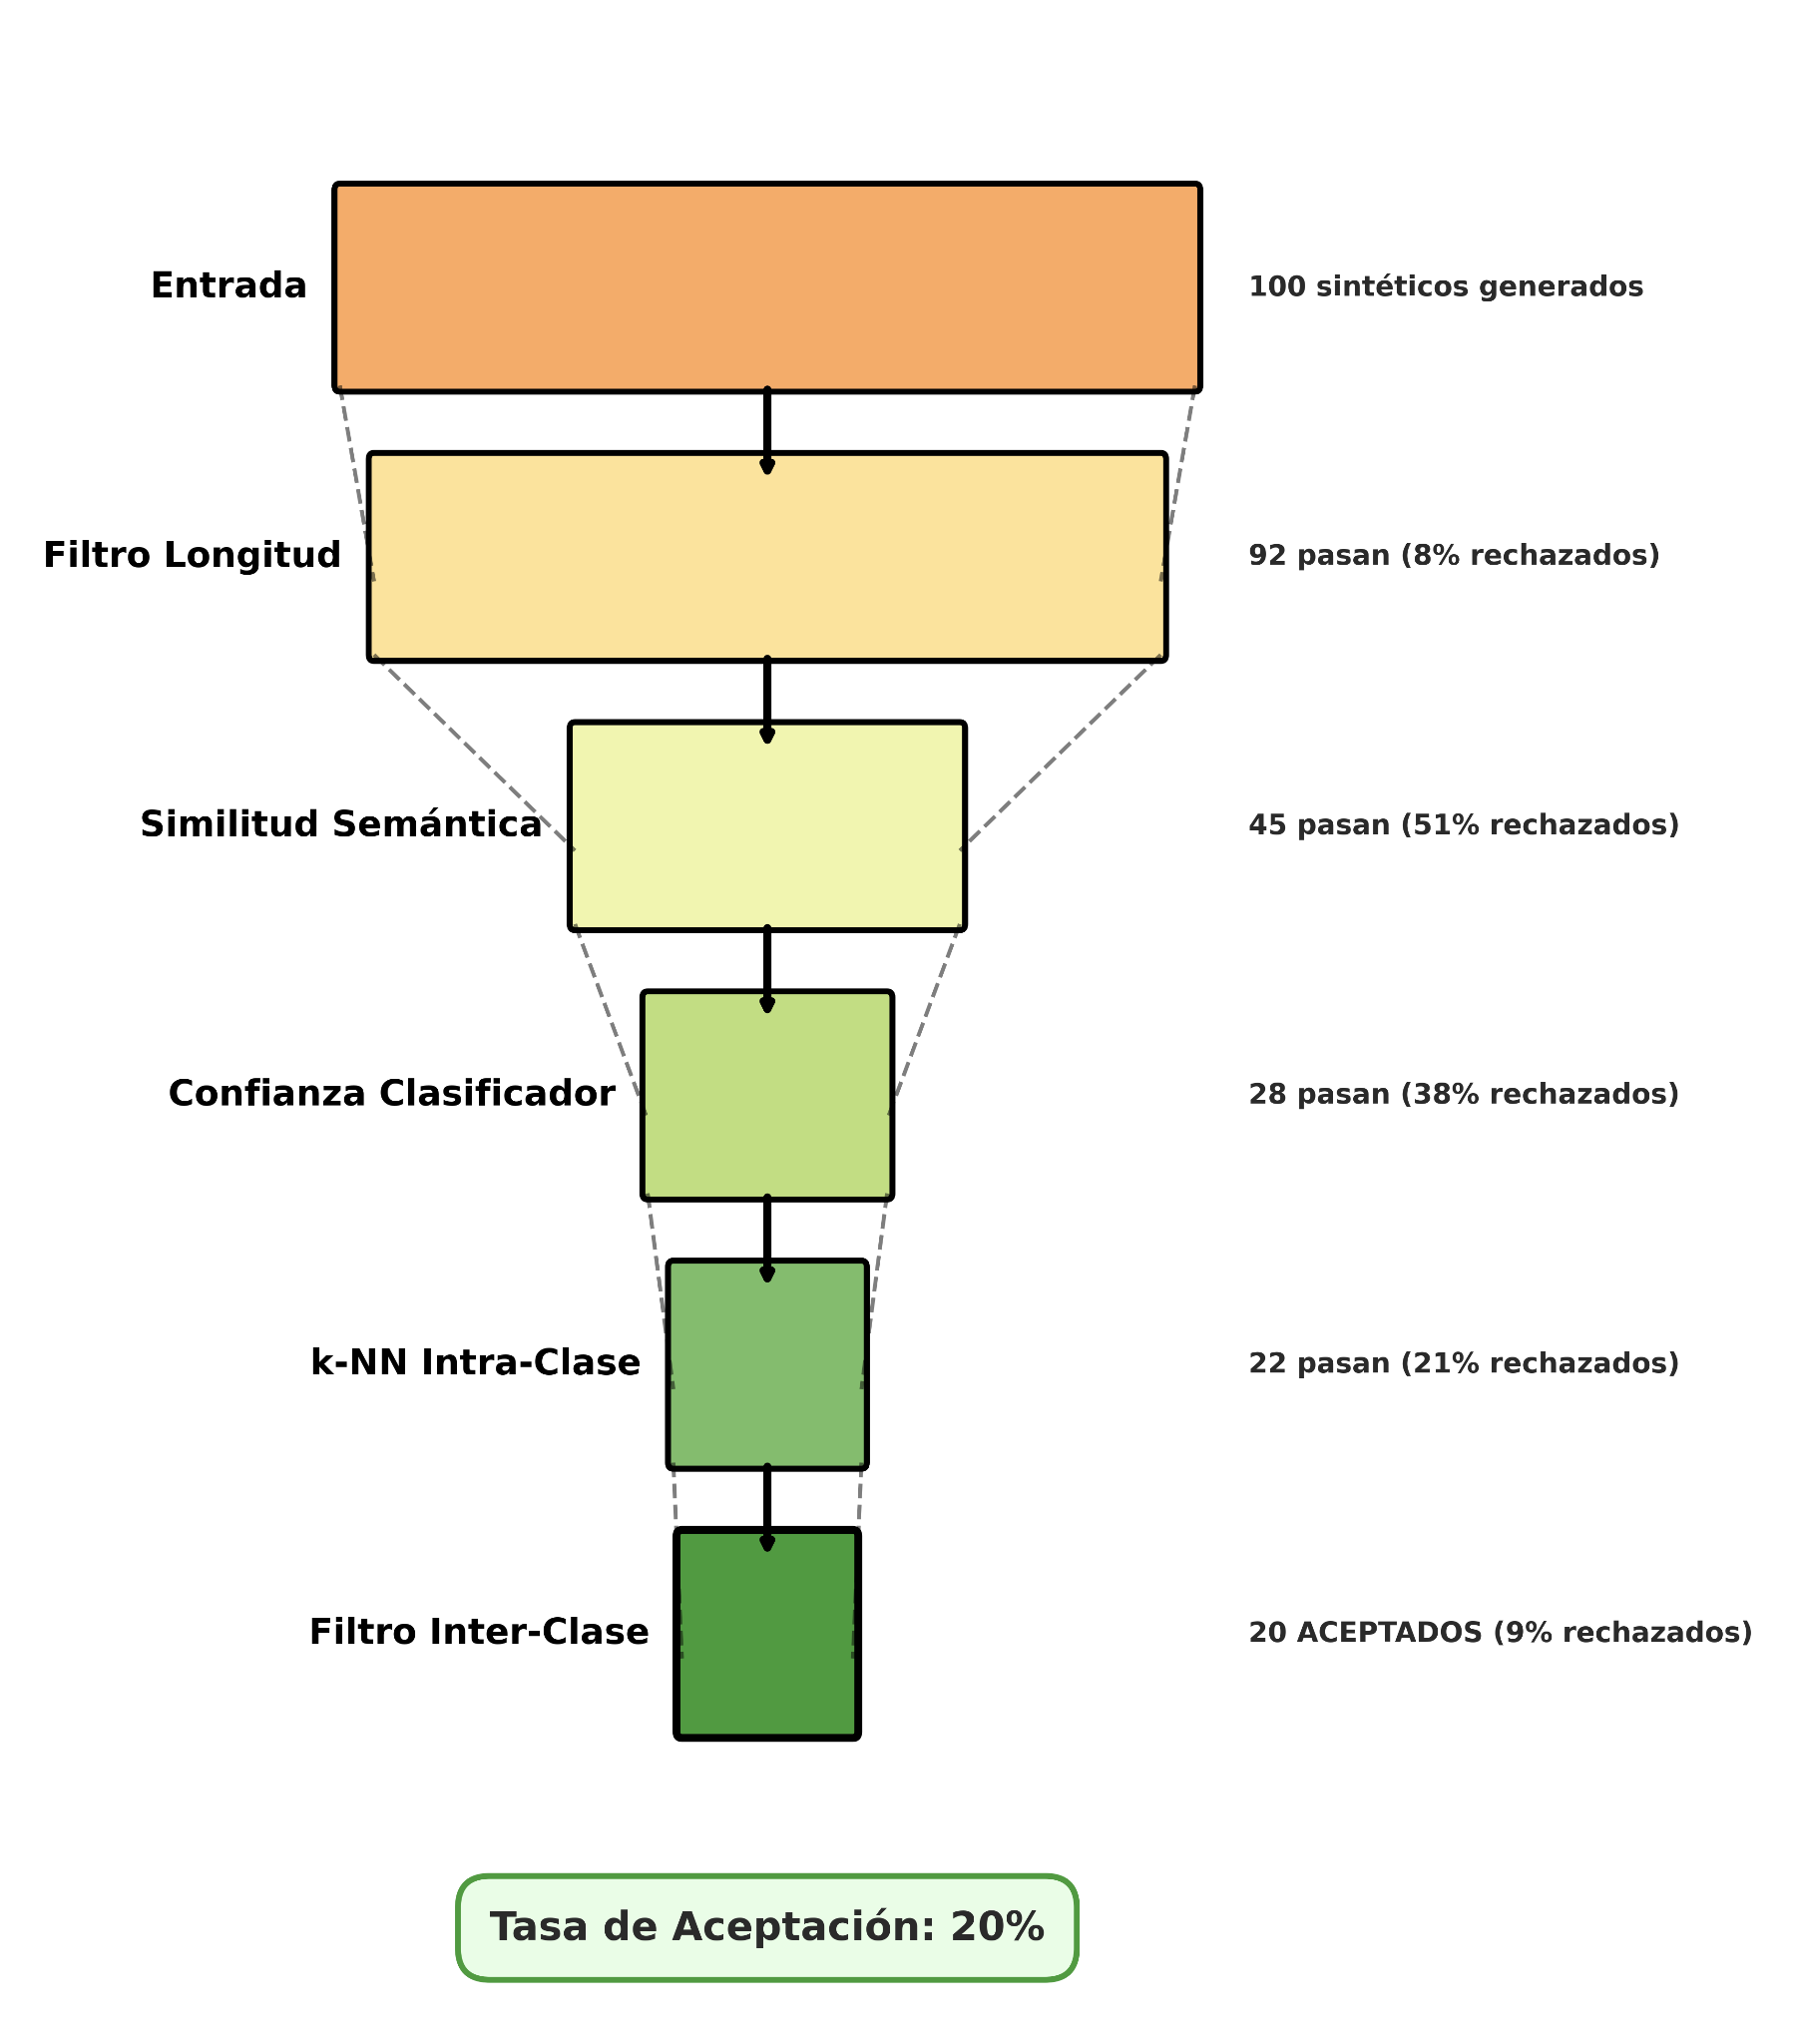 Entrada
100 sintéticos generados
Filtro Longitud
92 pasan (8% rechazados)
Similitud Semántica
45 pasan (51% rechazados)
Confianza Clasificador
28 pasan (38% rechazados)
k-NN Intra-Clase
22 pasan (21% rechazados)
Filtro Inter-Clase
20 ACEPTADOS (9% rechazados)
Tasa de Aceptación: 20%